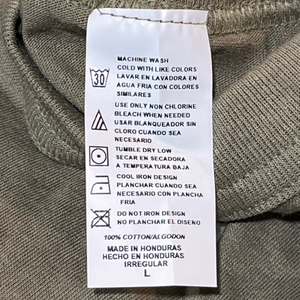 MACHINE WASH
COLD WITH LIKE COLORS
LAVAR EN LAVADORA EN
AGUA FRIA CON COLORES
SIMILARES
30
USE ONLY NON CHLORINE
BLEACH WHEN NEEDED
USAR BLANQUEADOR SIN
CLORO CUANDO SEA
NECESARIO
TUMBLE DRY LOW
SECAR EN SECADORA
A TEMPERATURA BAJA
COOL IRON DESIGN
PLANCHAR CUANDO SEA
NECESARIO CON PLANCHA
FRIA
DO NOT IRON DESIGN
NO PLANCHAR EL DISEÑO
100% COTTON/ALGODON
MADE IN HONDURAS
HECHO EN HONDURAS
IRREGULAR
L